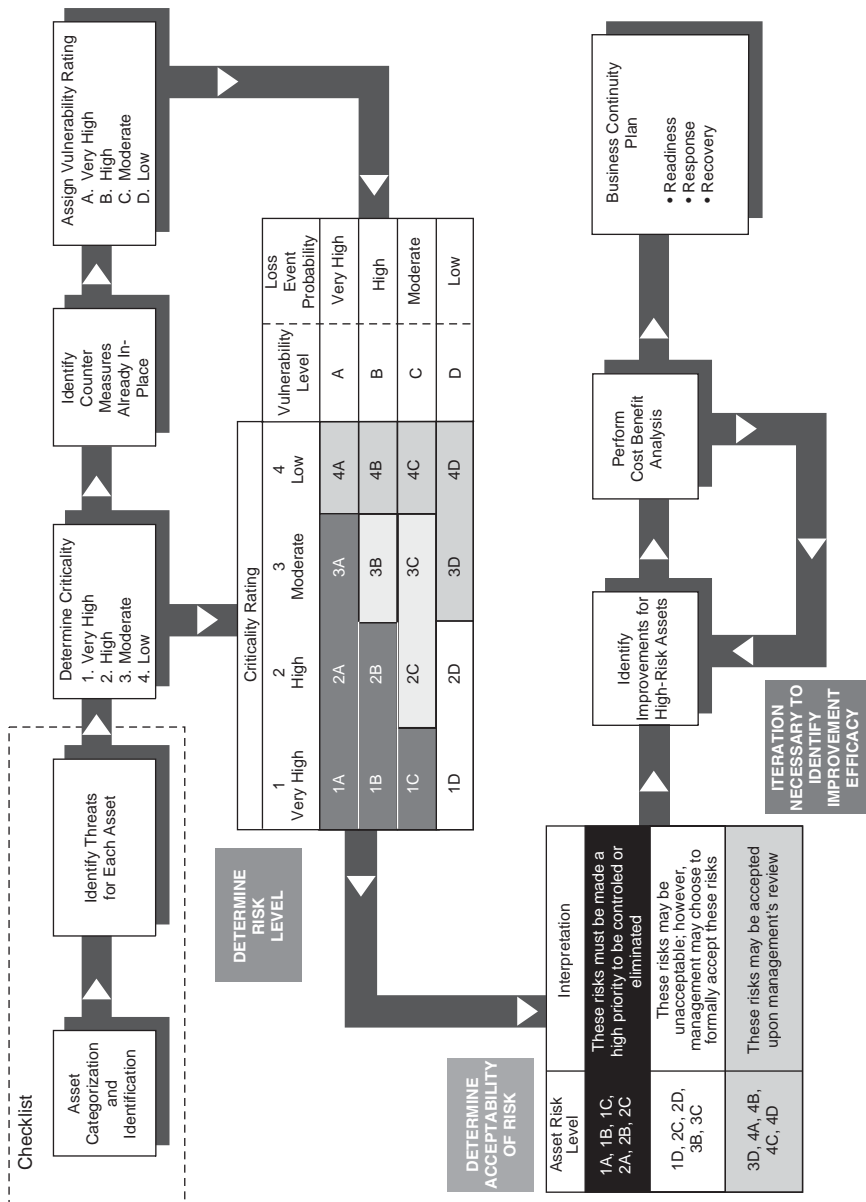 Checklist
Asset
Categorization
and
Identification
Identify Threats
for Each Asset
Determine Criticality
1. Very High
2. High
3. Moderate
4. Low
Identify
Counter
Measures
Already In-
Place
Assign Vulnerability Rating
A. Very High
B. High
C. Moderate
D. Low
DETERMINE
RISK
LEVEL
Criticality Rating
1 2 3 4
Very High High Moderate Low
Vulnerability
Level
Loss
Event
Probability
1A 2A 3A 4A A Very High
1B 2B 3B 4B B High
1C 2C 3C 4C C Moderate
1D 2D 3D 4D D Low
DETERMINE
ACCEPTABILITY
OF RISK
Asset Risk
Level
Interpretation
1A, 1B, 1C,
2A, 2B, 2C
These risks must be made a
high priority to be controled or
eliminated
1D, 2C, 2D,
3B, 3C
These risks may be
unacceptable; however,
management may choose to
formally accept these risks
3D, 4A, 4B,
4C, 4D
These risks may be accepted
upon management's review
Identify
Improvements for
High-Risk Assets
Perform
Cost Benefit
Analysis
Business Continuity
Plan
• Readiness
• Response
• Recovery
ITERATION
NECESSARY TO
IDENTIFY
IMPROVEMENT
EFFICACY